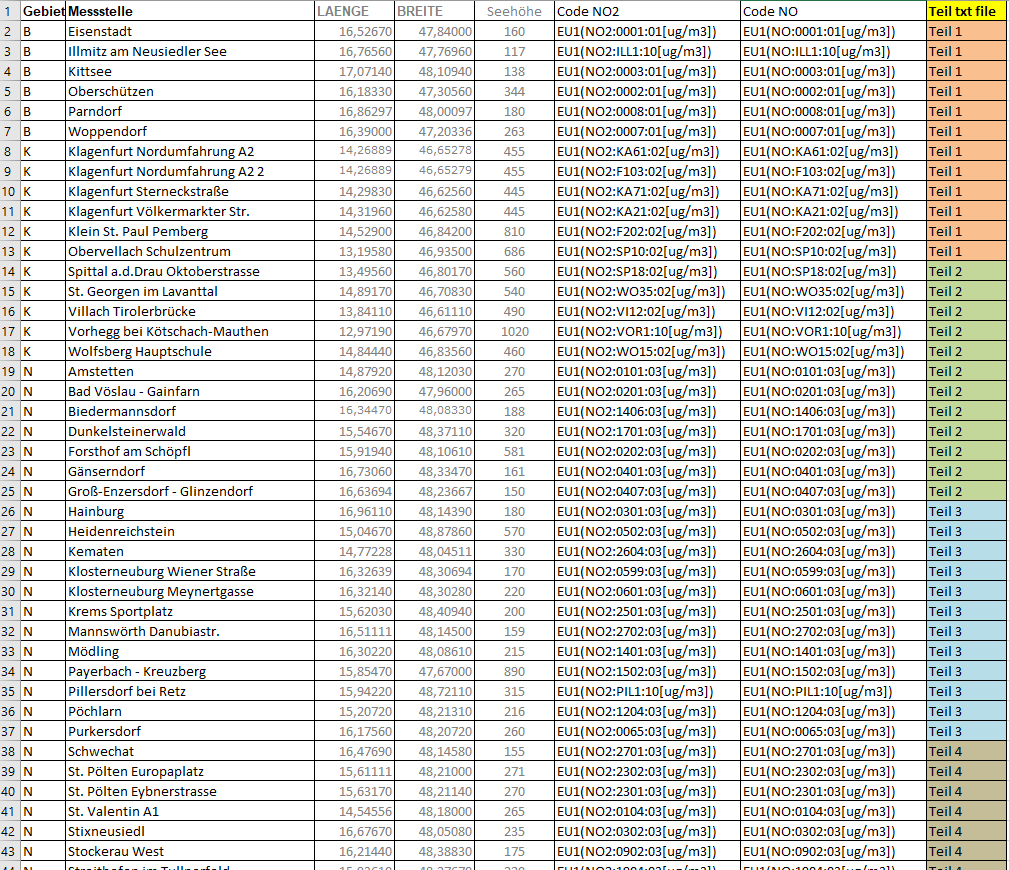 1 Gebiet Messstelle LAENGE BREITE Seehöhe Code NO2 Code NO Teil txt file
2 B Eisenstadt 16,52670 47,84000 160 EU1(NO2:0001:01[ug/m3]) EU1(NO:0001:01[ug/m3]) Teil 1
3 B Illmitz am Neusiedler See 16,76560 47,76960 117 EU1(NO2:ILL1:10[ug/m3]) EU1(NO:ILL1:10[ug/m3]) Teil 1
4 B Kittsee 17,07140 48,10940 138 EU1(NO2:0003:01[ug/m3]) EU1(NO:0003:01[ug/m3]) Teil 1
5 B Oberschützen 16,18330 47,30560 344 EU1(NO2:0002:01[ug/m3]) EU1(NO:0002:01[ug/m3]) Teil 1
6 B Parndorf 16,86297 48,00097 180 EU1(NO2:0008:01[ug/m3]) EU1(NO:0008:01[ug/m3]) Teil 1
7 B Woppendorf 16,39000 47,20336 263 EU1(NO2:0007:01[ug/m3]) EU1(NO:0007:01[ug/m3]) Teil 1
8 K Klagenfurt Nordumfahrung A2 14,26889 46,65278 455 EU1(NO2:KA61:02[ug/m3]) EU1(NO:KA61:02[ug/m3]) Teil 1
9 K Klagenfurt Nordumfahrung A2 2 14,26889 46,65279 455 EU1(NO2:F103:02[ug/m3]) EU1(NO:F103:02[ug/m3]) Teil 1
10 K Klagenfurt Sterneckstraße 14,29830 46,62560 445 EU1(NO2:KA71:02[ug/m3]) EU1(NO:KA71:02[ug/m3]) Teil 1
11 K Klagenfurt Völkermarkter Str. 14,31960 46,62580 445 EU1(NO2:KA21:02[ug/m3]) EU1(NO:KA21:02[ug/m3]) Teil 1
12 K Klein St. Paul Pemberg 14,52900 46,84200 810 EU1(NO2:F202:02[ug/m3]) EU1(NO:F202:02[ug/m3]) Teil 1
13 K Obervellach Schulzentrum 13,19580 46,93500 686 EU1(NO2:SP10:02[ug/m3]) EU1(NO:SP10:02[ug/m3]) Teil 1
14 K Spittal a.d.Drau Oktoberstrasse 13,49560 46,80170 560 EU1(NO2:SP18:02[ug/m3]) EU1(NO:SP18:02[ug/m3]) Teil 2
15 K St. Georgen im Lavanttal 14,89170 46,70830 540 EU1(NO2:WO35:02[ug/m3]) EU1(NO:WO35:02[ug/m3]) Teil 2
16 K Villach Tirolerbrücke 13,84110 46,61110 490 EU1(NO2:VI12:02[ug/m3]) EU1(NO:VI12:02[ug/m3]) Teil 2
17 K Vorhegg bei Kötschach-Mauthen 12,97190 46,67970 1020 EU1(NO2:VOR1:10[ug/m3]) EU1(NO:VOR1:10[ug/m3]) Teil 2
18 K Wolfsberg Hauptschule 14,84440 46,83560 460 EU1(NO2:WO15:02[ug/m3]) EU1(NO:WO15:02[ug/m3]) Teil 2
19 N Amstetten 14,87920 48,12030 270 EU1(NO2:0101:03[ug/m3]) EU1(NO:0101:03[ug/m3]) Teil 2
20 N Bad Vöslau - Gainfarn 16,20690 47,96000 265 EU1(NO2:0201:03[ug/m3]) EU1(NO:0201:03[ug/m3]) Teil 2
21 N Biedermannsdorf 16,34470 48,08330 188 EU1(NO2:1406:03[ug/m3]) EU1(NO:1406:03[ug/m3]) Teil 2
22 N Dunkelsteinerwald 15,54670 48,37110 320 EU1(NO2:1701:03[ug/m3]) EU1(NO:1701:03[ug/m3]) Teil 2
23 N Forsthof am Schöpfl 15,91940 48,10610 581 EU1(NO2:0202:03[ug/m3]) EU1(NO:0202:03[ug/m3]) Teil 2
24 N Gänserndorf 16,73060 48,33470 161 EU1(NO2:0401:03[ug/m3]) EU1(NO:0401:03[ug/m3]) Teil 2
25 N Groß-Enzersdorf - Glinzendorf 16,63694 48,23667 150 EU1(NO2:0407:03[ug/m3]) EU1(NO:0407:03[ug/m3]) Teil 2
26 N Hainburg 16,96110 48,14390 180 EU1(NO2:0301:03[ug/m3]) EU1(NO:0301:03[ug/m3]) Teil 3
27 N Heidenreichstein 15,04670 48,87860 570 EU1(NO2:0502:03[ug/m3]) EU1(NO:0502:03[ug/m3]) Teil 3
28 N Kematen 14,77228 48,04511 330 EU1(NO2:2604:03[ug/m3]) EU1(NO:2604:03[ug/m3]) Teil 3
29 N Klosterneuburg Wiener Straße 16,32639 48,30694 170 EU1(NO2:0599:03[ug/m3]) EU1(NO:0599:03[ug/m3]) Teil 3
30 N Klosterneuburg Meynertgasse 16,32140 48,30280 220 EU1(NO2:0601:03[ug/m3]) EU1(NO:0601:03[ug/m3]) Teil 3
31 N Krems Sportplatz 15,62030 48,40940 200 EU1(NO2:2501:03[ug/m3]) EU1(NO:2501:03[ug/m3]) Teil 3
32 N Mannswörth Danubiastr. 16,51111 48,14500 159 EU1(NO2:2702:03[ug/m3]) EU1(NO:2702:03[ug/m3]) Teil 3
33 N Mödling 16,30220 48,08610 215 EU1(NO2:1401:03[ug/m3]) EU1(NO:1401:03[ug/m3]) Teil 3
34 N Payerbach - Kreuzberg 15,85470 47,67000 890 EU1(NO2:1502:03[ug/m3]) EU1(NO:1502:03[ug/m3]) Teil 3
35 N Pillersdorf bei Retz 15,94220 48,72110 315 EU1(NO2:PIL1:10[ug/m3]) EU1(NO:PIL1:10[ug/m3]) Teil 3
36 N Pöchlarn 15,20720 48,21310 216 EU1(NO2:1204:03[ug/m3]) EU1(NO:1204:03[ug/m3]) Teil 3
37 N Purkersdorf 16,17560 48,20720 260 EU1(NO2:0065:03[ug/m3]) EU1(NO:0065:03[ug/m3]) Teil 3
38 N Schwechat 16,47690 48,14580 155 EU1(NO2:2701:03[ug/m3]) EU1(NO:2701:03[ug/m3]) Teil 4
39 N St. Pölten Europaplatz 15,61111 48,21000 271 EU1(NO2:2302:03[ug/m3]) EU1(NO:2302:03[ug/m3]) Teil 4
40 N St. Pölten Eybnerstrasse 15,63170 48,21140 270 EU1(NO2:2301:03[ug/m3]) EU1(NO:2301:03[ug/m3]) Teil 4
41 N St. Valentin A1 14,54556 48,18000 265 EU1(NO2:0104:03[ug/m3]) EU1(NO:0104:03[ug/m3]) Teil 4
42 N Stixneusiedl 16,67670 48,05080 235 EU1(NO2:0302:03[ug/m3]) EU1(NO:0302:03[ug/m3]) Teil 4
43 N Stockerau West 16,21440 48,38830 175 EU1(NO2:0902:03[ug/m3]) EU1(NO:0902:03[ug/m3]) Teil 4